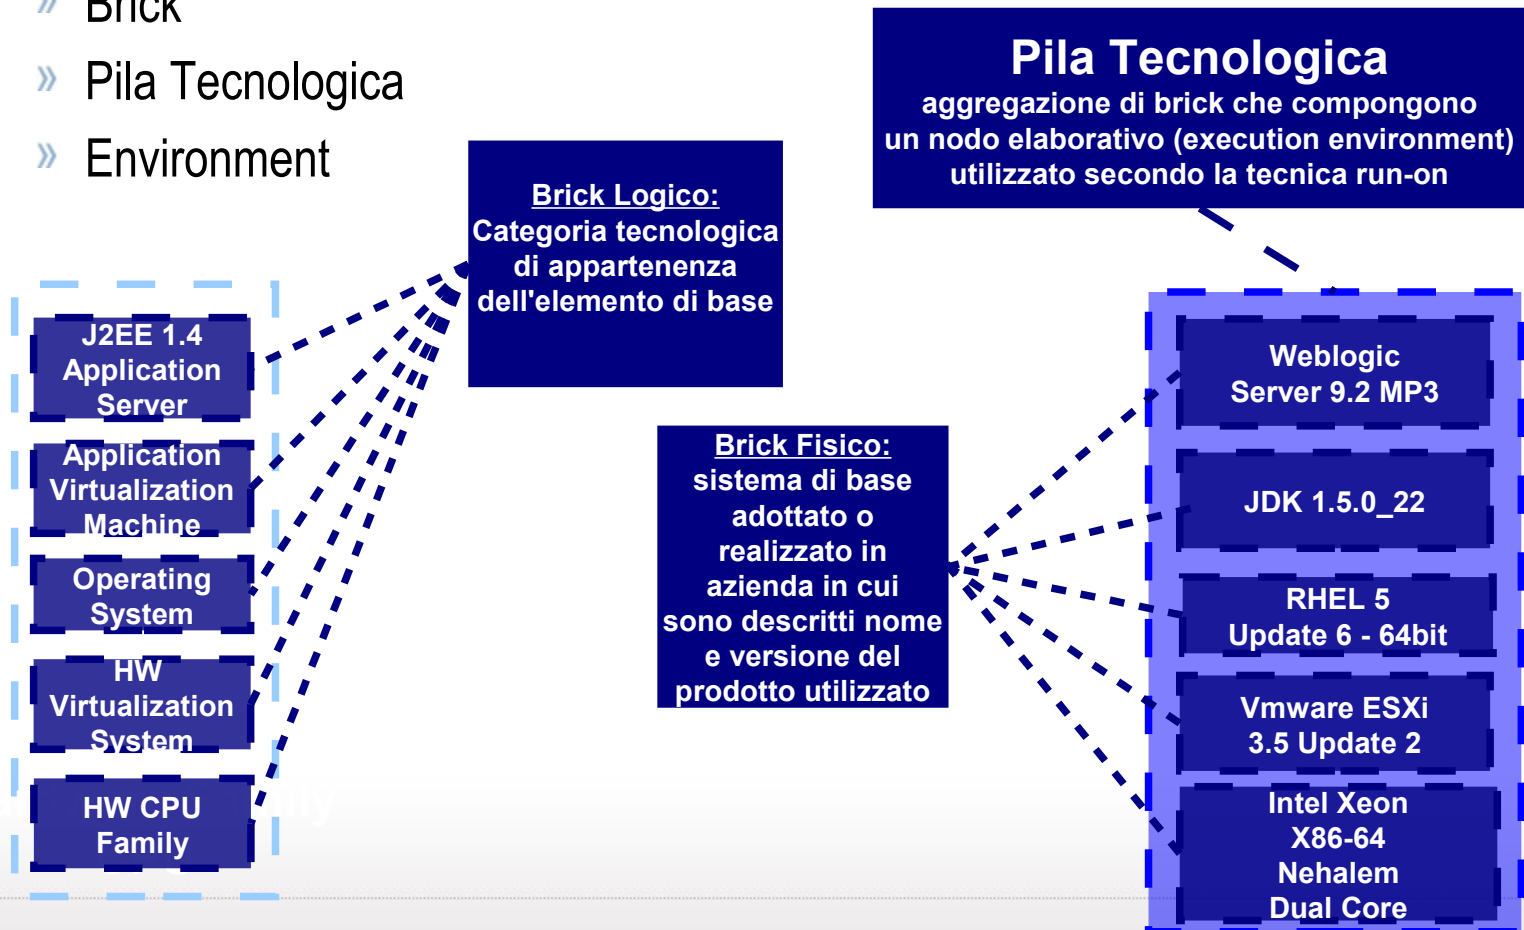 » Brick
» Pila Tecnologica
» Environment
Pila Tecnologica
aggregazione di brick che compongono
un nodo elaborativo (execution environment)
utilizzato secondo la tecnica run-on
Brick Logico:
Categoria tecnologica
di appartenenza
dell'elemento di base
J2EE 1.4
Application
Server
Application
Virtualization
Machine
Operating
System
HW
Virtualization
System
HW CPU
Family
Brick Fisico:
sistema di base
adottato o
realizzato in
azienda in cui
sono descritti nome
e versione del
prodotto utilizzato
Weblogic
Server 9.2 MP3
JDK 1.5.0_22
RHEL 5
Update 6 - 64bit
Vmware ESXi
3.5 Update 2
Intel Xeon
X86-64
Nehalem
Dual Core